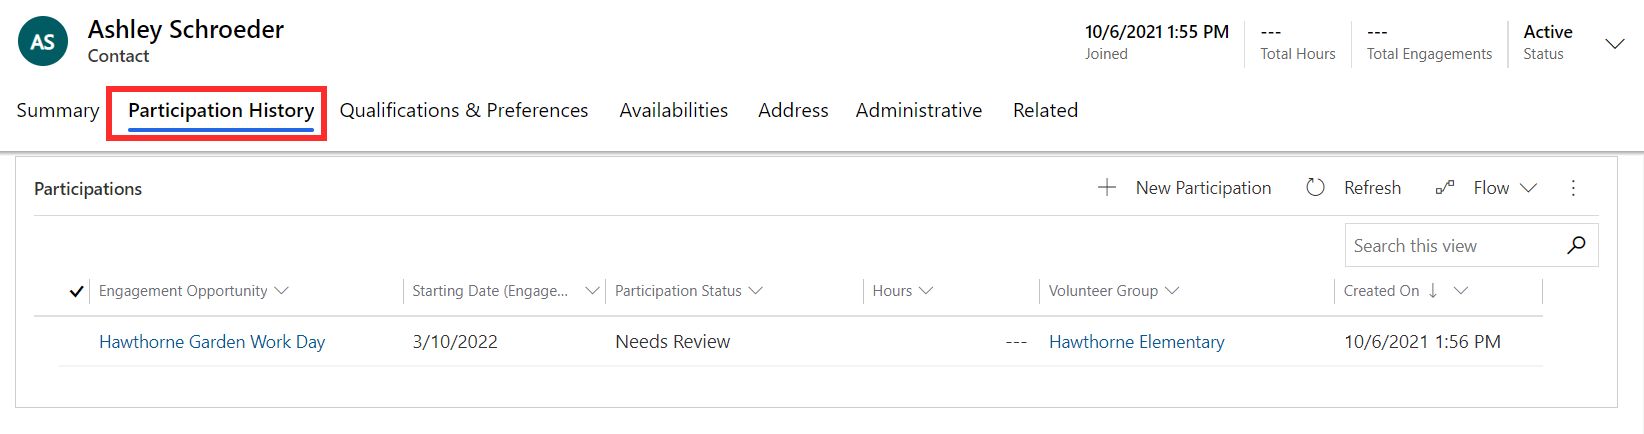 AS
Ashley Schroeder
Contact
10/6/2021 1:55 PM
Joined
---
Total Hours
---
Total Engagements
Active
Status
Summary Participation History Qualifications & Preferences Availabilities Address Administrative Related
Participations
New Participation Refresh Flow
Search this view
Engagement Opportunity Starting Date (Engage... Participation Status Hours Volunteer Group Created On
Hawthorne Garden Work Day 3/10/2022 Needs Review --- Hawthorne Elementary 10/6/2021 1:56 PM